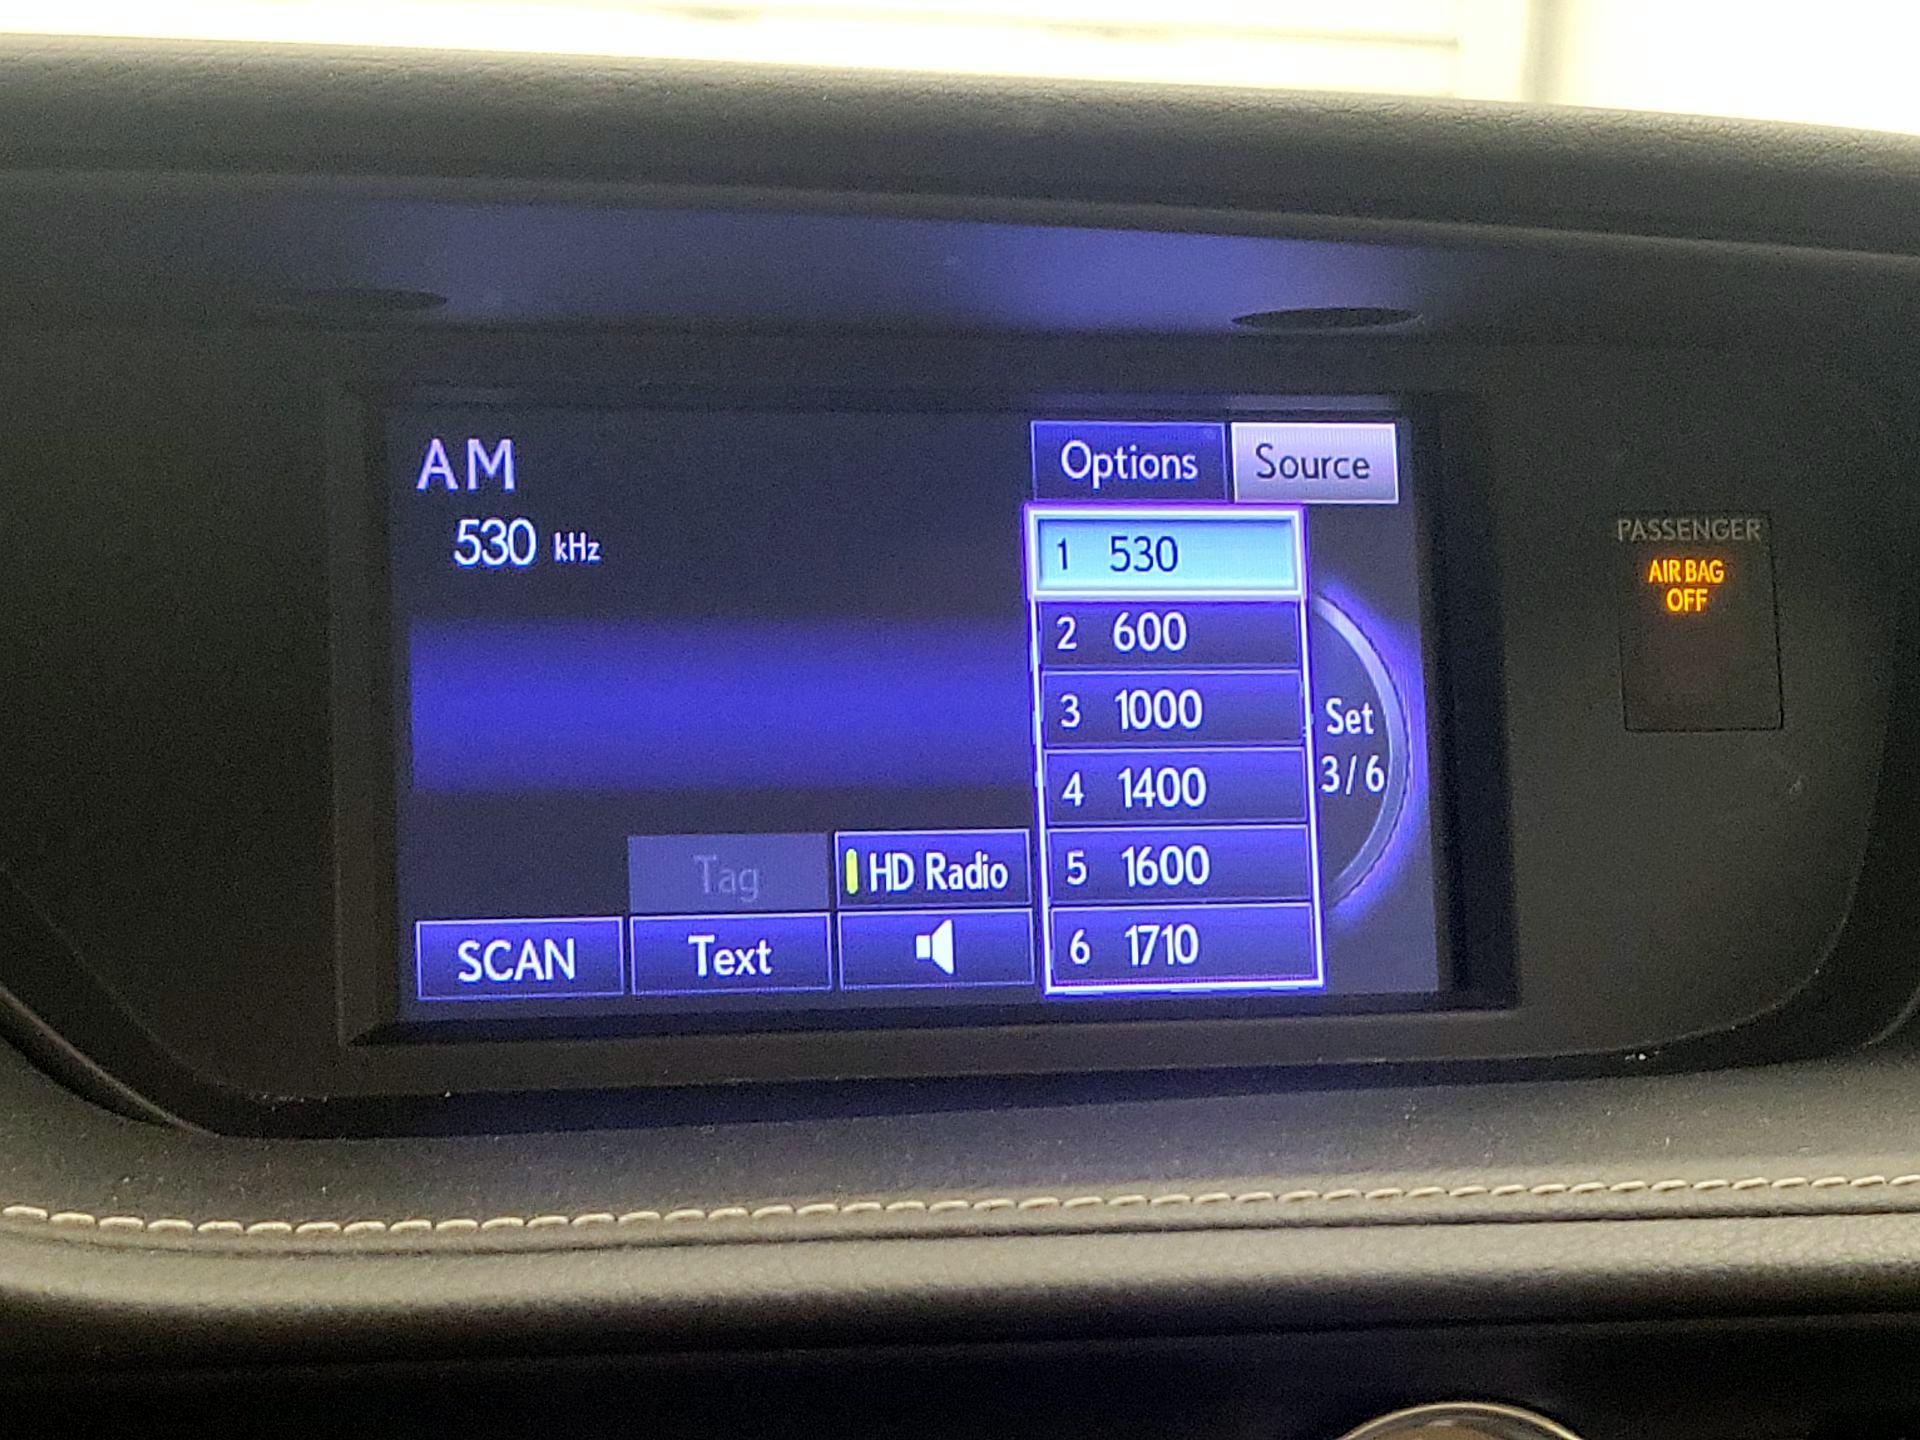 AM
530 kHz
Options
Source
1 530
2 600
3 1000
4 1400
5 1600
6 1710
Set
3/6
Tag
HD Radio
SCAN
Text
PASSENGER
AIR BAG
OFF